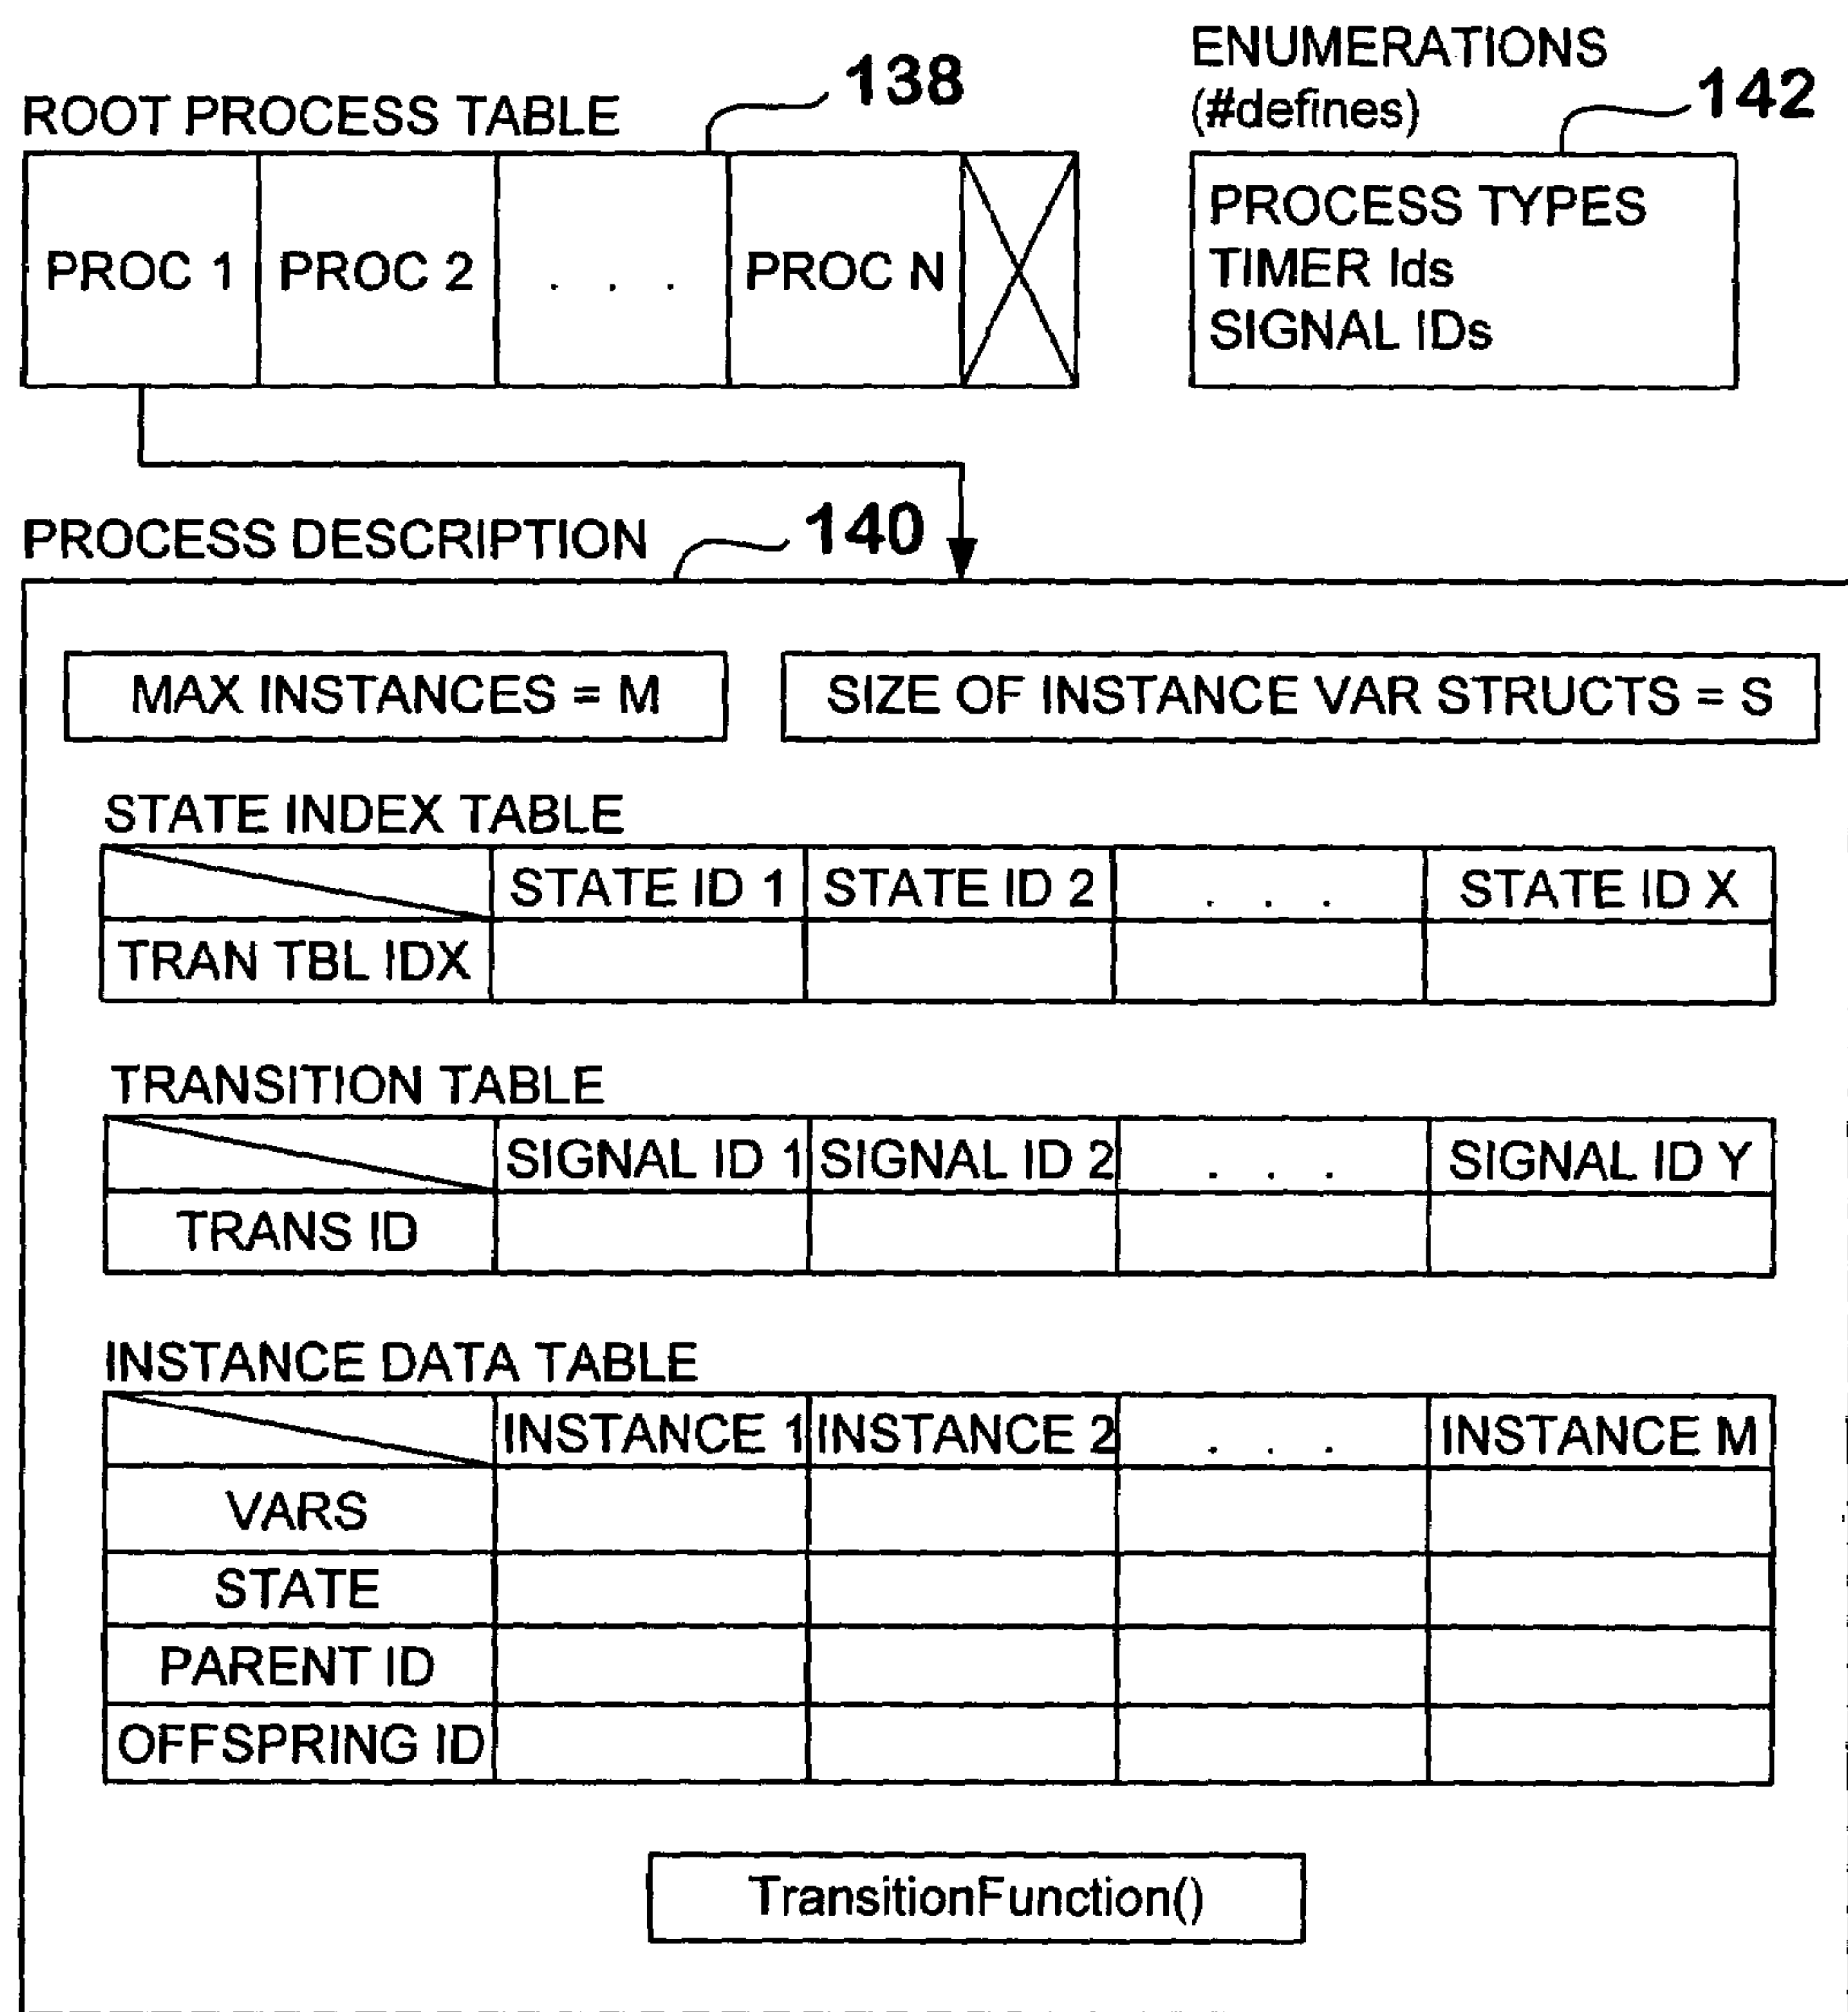 ROOT PROCESS TABLE
138
PROC 1 PROC 2 . . . PROC N
ENUMERATIONS
(#defines)
142
PROCESS TYPES
TIMER Ids
SIGNAL IDs
PROCESS DESCRIPTION
140
MAX INSTANCES = M
SIZE OF INSTANCE VAR STRUCTS = S
STATE INDEX TABLE
STATE ID 1 STATE ID 2 . . . STATE ID X
TRAN TBL IDX
TRANSITION TABLE
SIGNAL ID 1 SIGNAL ID 2 . . . SIGNAL ID Y
TRANS ID
INSTANCE DATA TABLE
INSTANCE 1 INSTANCE 2 . . . INSTANCE M
VARS
STATE
PARENT ID
OFFSPRING ID
TransitionFunction()